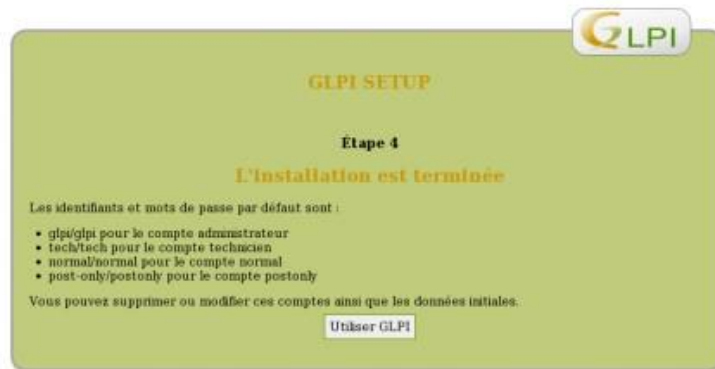 GLPI
GLPI SETUP
Étape 4
L'installation est terminée
Les identifiants et mots de passe par défaut sont :
• glpi/glpi pour le compte administrateur
• tech/tech pour le compte technicien
• normal/normal pour le compte normal
• post-only/postonly pour le compte postonly
Vous pouvez supprimer ou modifier ces comptes ainsi que les données initiales.
Utiliser GLPI